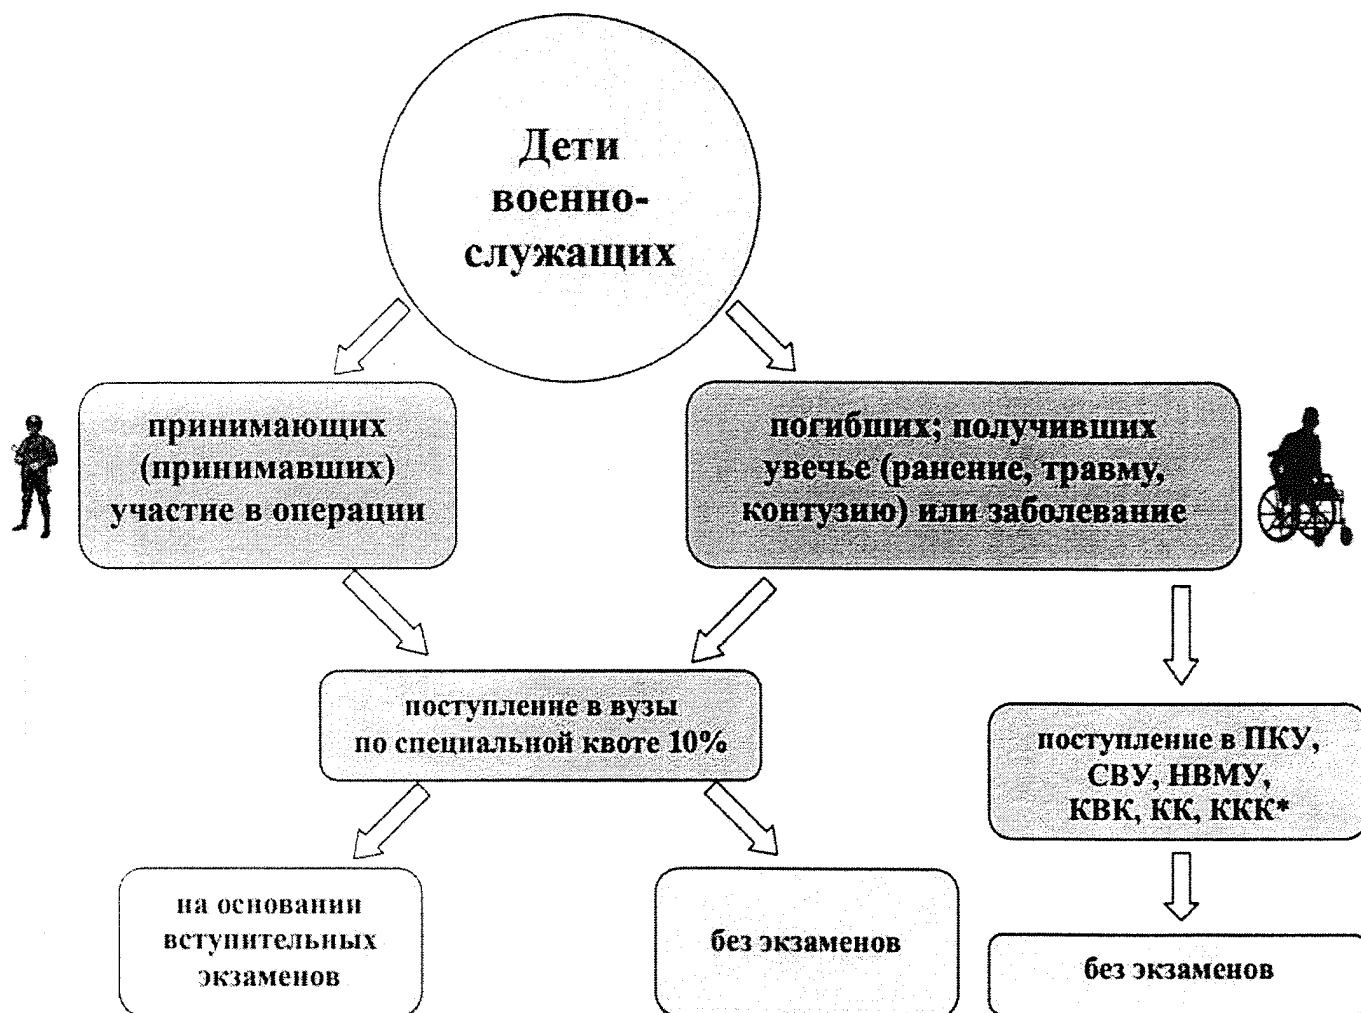 Дети
военно-
служащих
принимающих
(принимавших)
участие в операции
погибших; получивших
увечье (ранение, травму,
контузию) или заболевание
поступление в вузы
по специальной квоте 10%
поступление в ПКУ,
СВУ, НВМУ,
КВК, КК, ККК*
на основании
вступительных
экзаменов
без экзаменов
без экзаменов